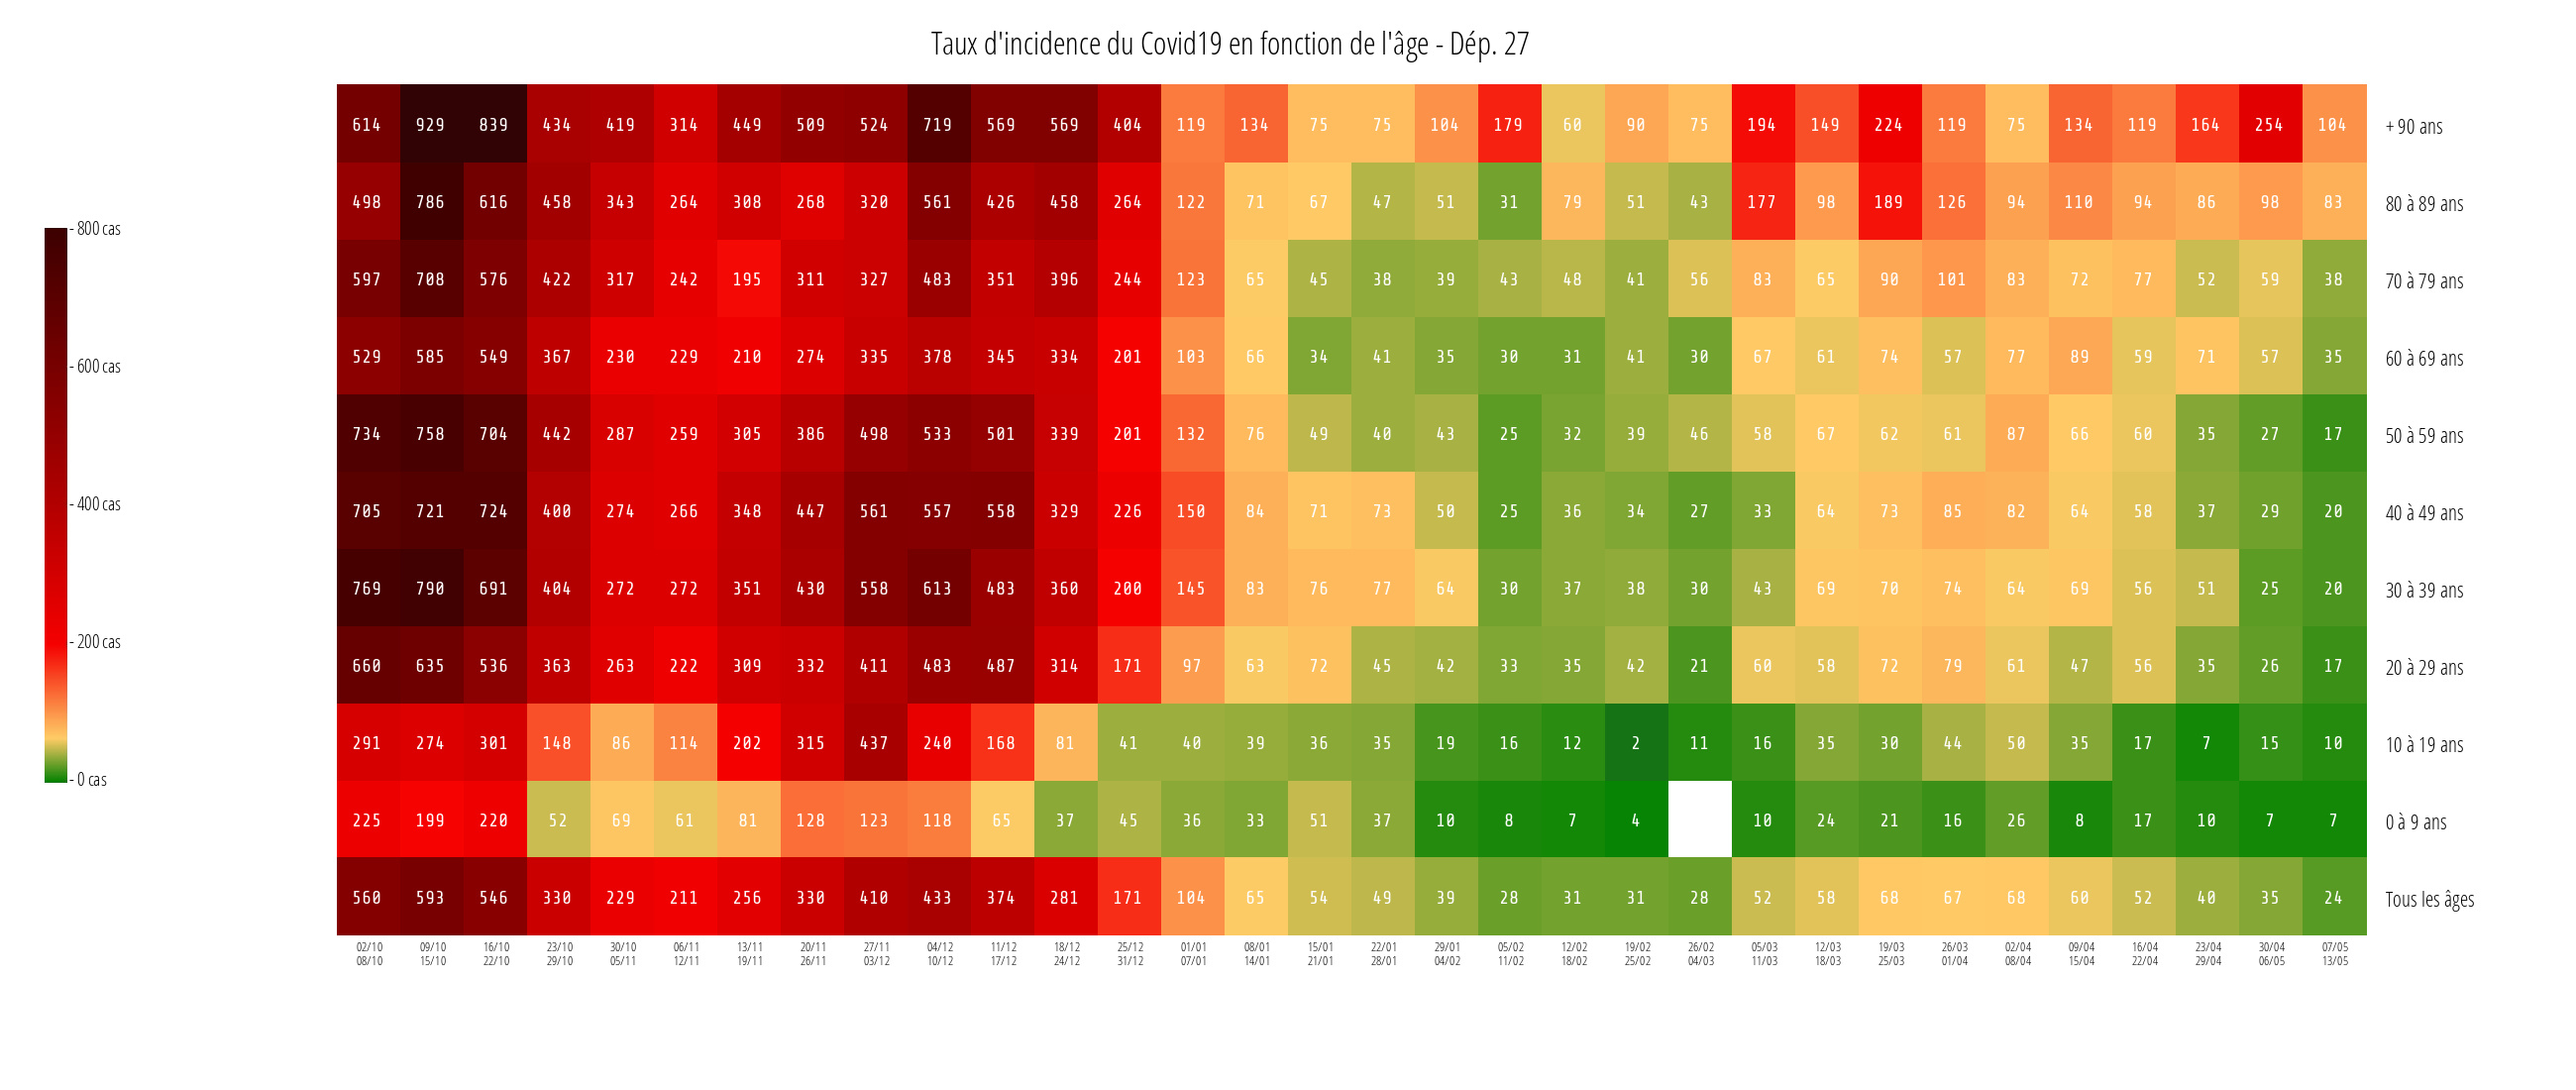 Taux d'incidence du Covid19 en fonction de l'âge - Dép. 27
614 929 839 434 419 314 449 509 524 719 569 569 404 119 134 75 75 104 179 60 90 75 194 149 224 119 75 134 119 164 254 104 + 90 ans
498 786 616 458 343 264 308 268 320 561 426 458 264 122 71 67 47 51 31 79 51 43 177 98 189 126 94 110 94 86 98 83 80 à 89 ans
- 800 cas
597 708 576 422 317 242 195 311 327 483 351 396 244 123 65 45 38 39 43 48 41 56 83 65 90 101 83 72 77 52 59 38 70 à 79 ans
529 585 549 367 230 229 210 274 335 378 345 334 201 103 66 34 41 35 30 31 41 30 67 61 74 57 77 89 59 71 57 35 60 à 69 ans
- 600 cas
734 758 704 442 287 259 305 386 498 533 501 339 201 132 76 49 40 43 25 32 39 46 58 67 62 61 87 66 60 35 27 17 50 à 59 ans
- 400 cas
705 721 724 400 274 266 348 447 561 557 558 329 226 150 84 71 73 50 25 36 34 27 33 64 73 85 82 64 58 37 29 20 40 à 49 ans
769 790 691 404 272 272 351 430 558 613 483 360 200 145 83 76 77 64 30 37 38 30 43 69 70 74 64 69 56 51 25 20 30 à 39 ans
- 200 cas
660 635 536 363 263 222 309 332 411 483 487 314 171 97 63 72 45 42 33 35 42 21 60 58 72 79 61 47 56 35 26 17 20 à 29 ans
291 274 301 148 86 114 202 315 437 240 168 81 41 40 39 36 35 19 16 12 2 11 16 35 30 44 50 35 17 7 15 10 10 à 19 ans
- 0 cas
225 199 220 52 69 61 81 128 123 118 65 37 45 36 33 51 37 10 8 7 4 10 24 21 16 26 8 17 10 7 7 0 à 9 ans
560 593 546 330 229 211 256 330 410 433 374 281 171 104 65 54 49 39 28 31 31 28 52 58 68 67 68 60 52 40 35 24 Tous les âges
02/10 09/10 16/10 23/10 30/10 06/11 13/11 20/11 27/11 04/12 11/12 18/12 25/12 01/01 08/01 15/01 22/01 29/01 05/02 12/02 19/02 26/02 05/03 12/03 19/03 26/03 02/04 09/04 16/04 23/04 30/04 07/05
08/10 15/10 22/10 29/10 05/11 12/11 19/11 26/11 03/12 10/12 17/12 24/12 31/12 07/01 14/01 21/01 28/01 04/02 11/02 18/02 25/02 04/03 11/03 18/03 25/03 01/04 08/04 15/04 22/04 29/04 06/05 13/05